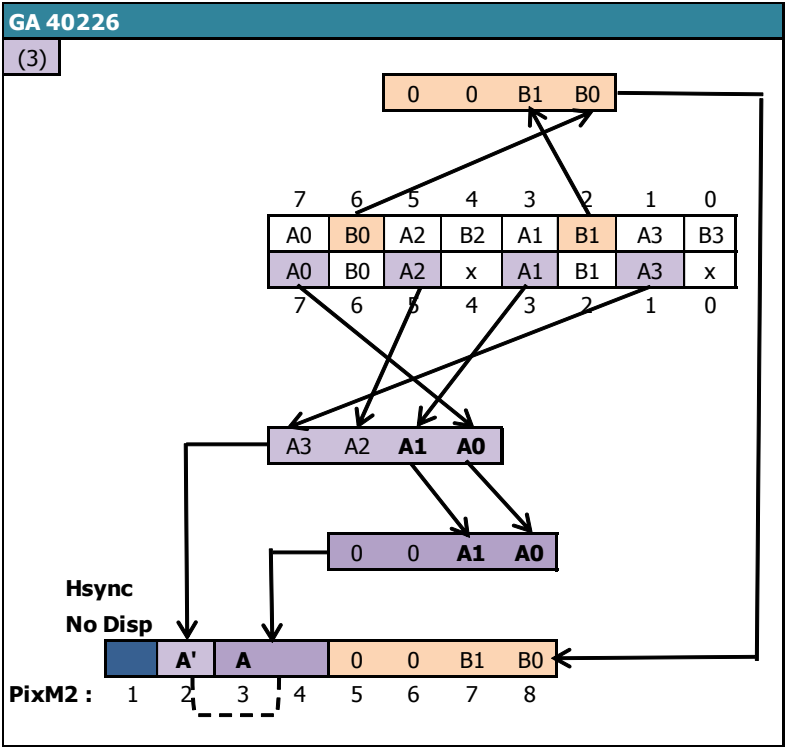 GA 40226
(3)
0 0 B1 B0
7 6 5 4 3 2 1 0
A0 B0 A2 B2 A1 B1 A3 B3
A0 B0 A2 x A1 B1 A3 x
7 6 5 4 3 2 1 0
A3 A2 A1 A0
0 0 A1 A0
Hsync
No Disp
A' A 0 0 B1 B0
PixM2 : 1 2 3 4 5 6 7 8